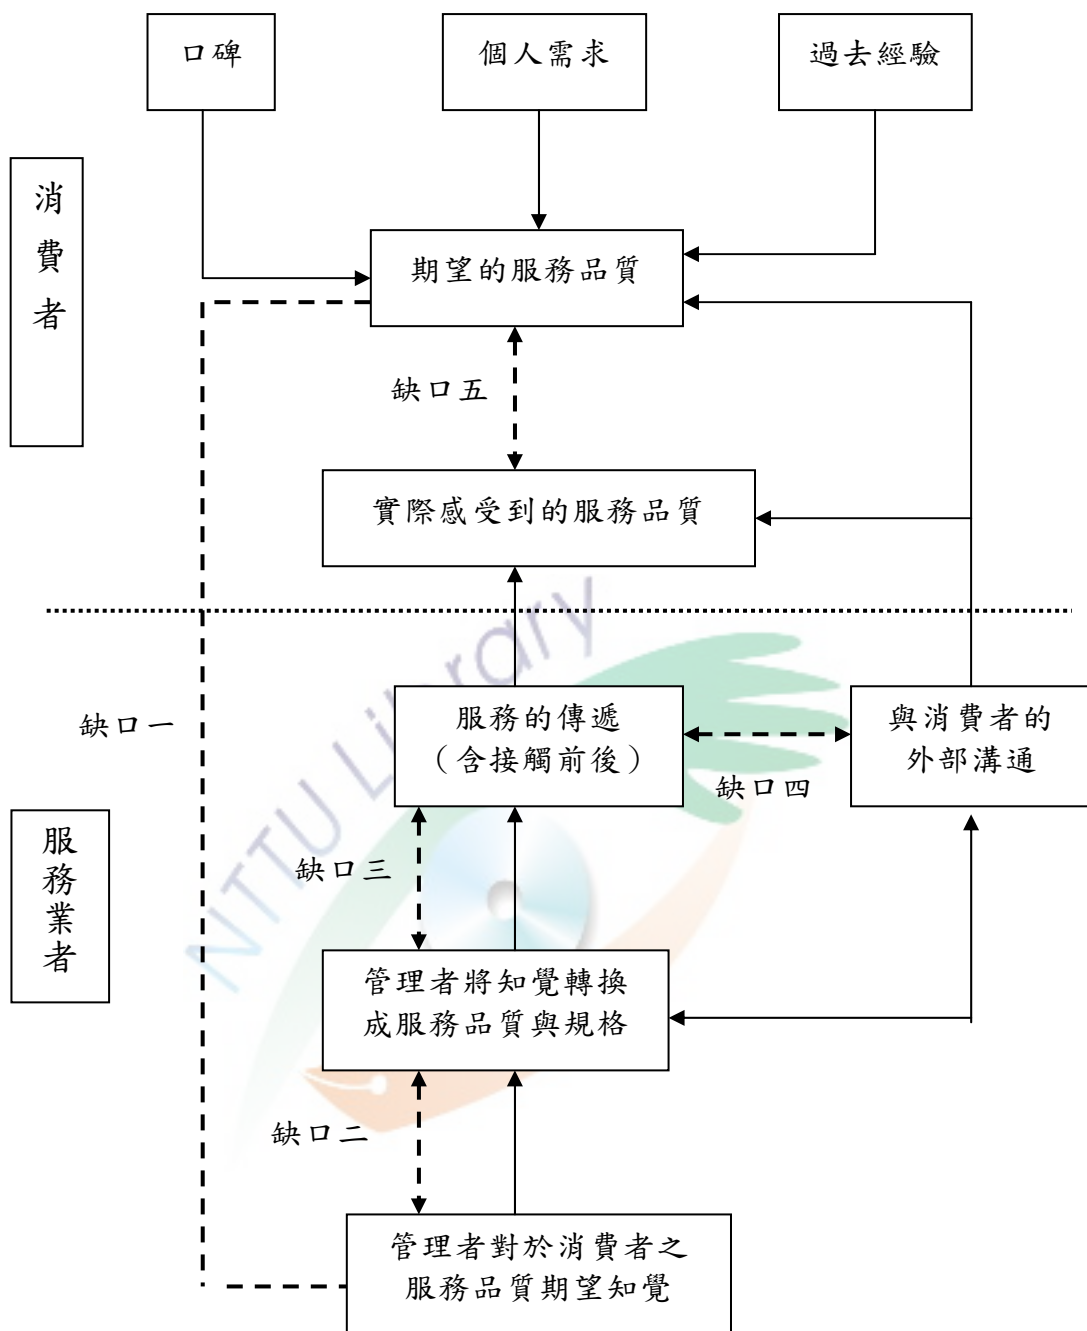 口碑
個人需求
過去經驗
消費者
期望的服務品質
缺口五
實際感受到的服務品質
缺口一
服務的傳遞
（含接觸前後）
與消費者的
外部溝通
缺口四
服務業者
缺口三
管理者將知覺轉換
成服務品質與規格
缺口二
管理者對於消費者之
服務品質期望知覺
NTTU Library